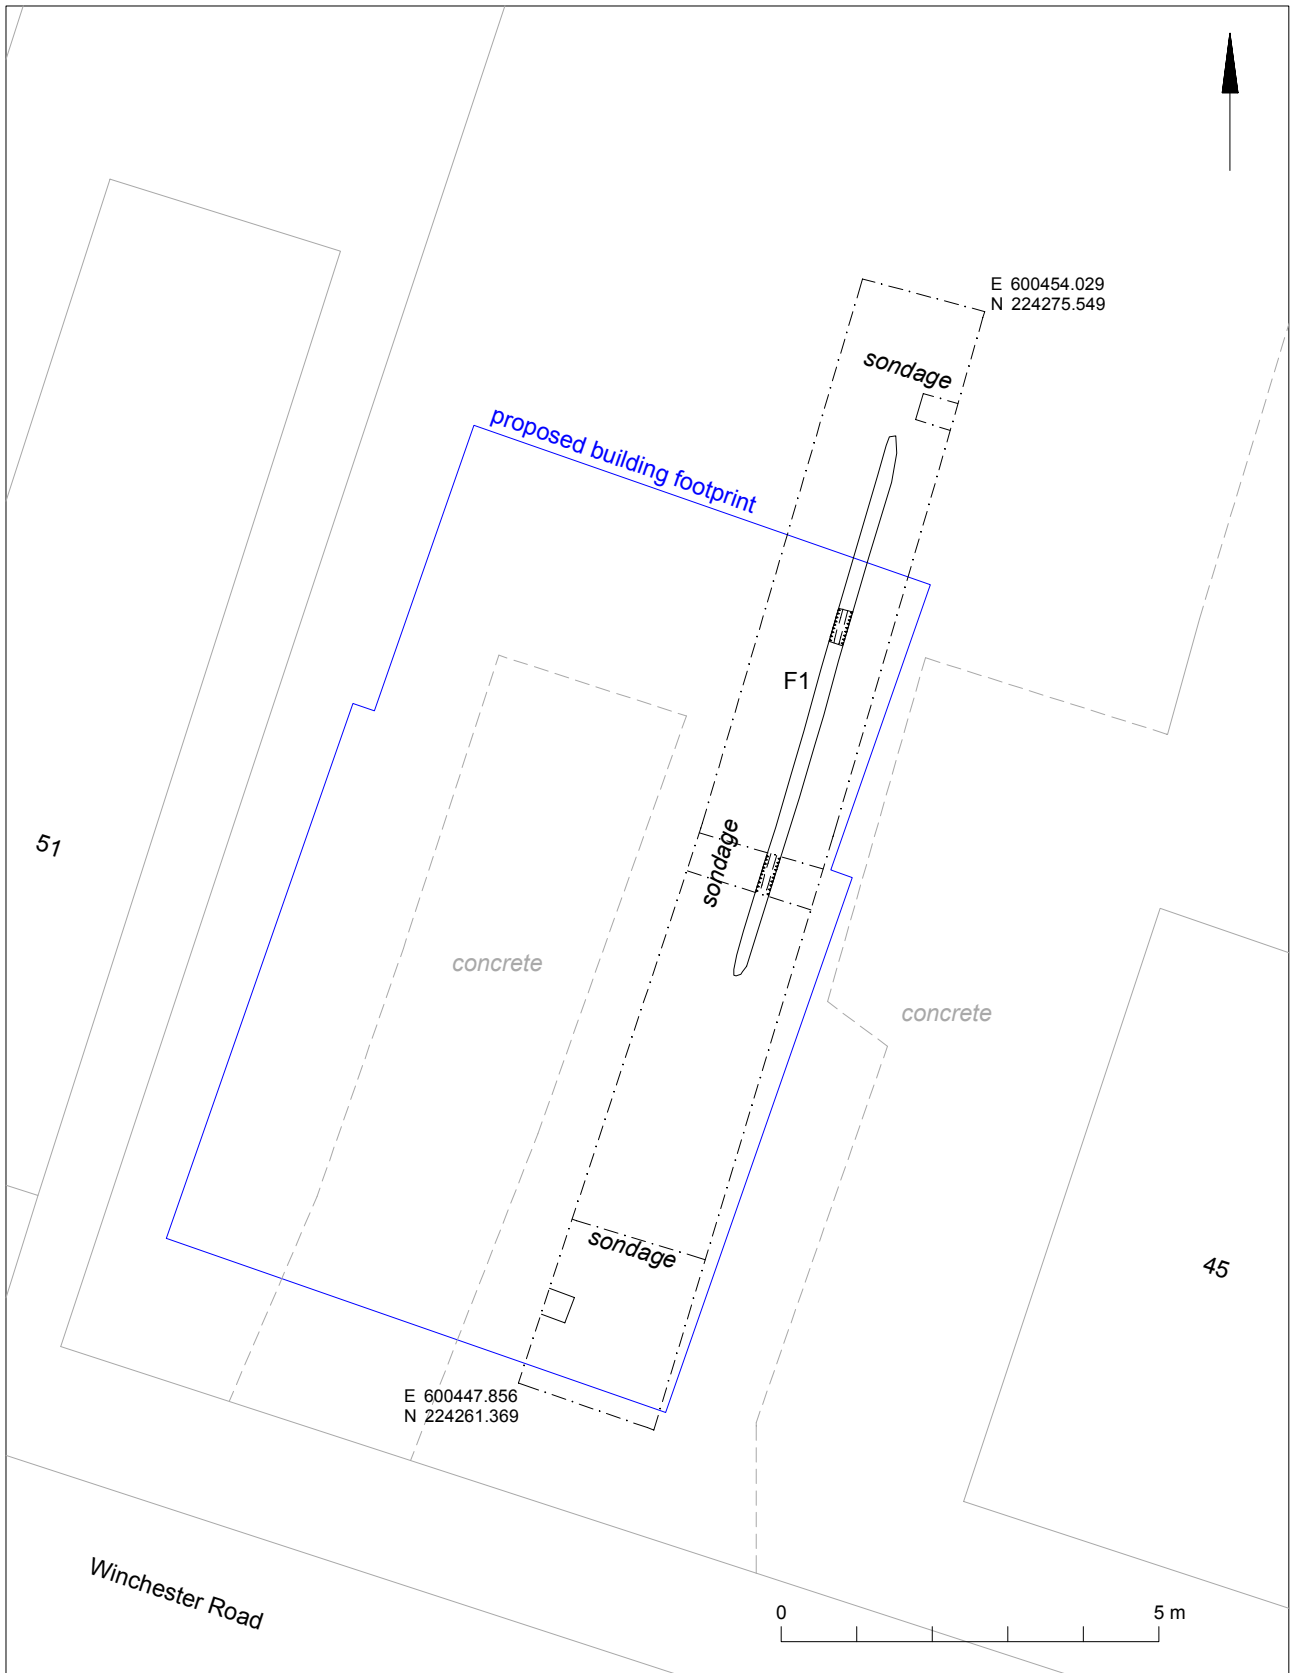 E 600454.029
N 224275.549
sondage
proposed building footprint
F1
51
sondage
concrete
concrete
sondage
45
E 600447.856
N 224261.369
Winchester Road
0 5 m